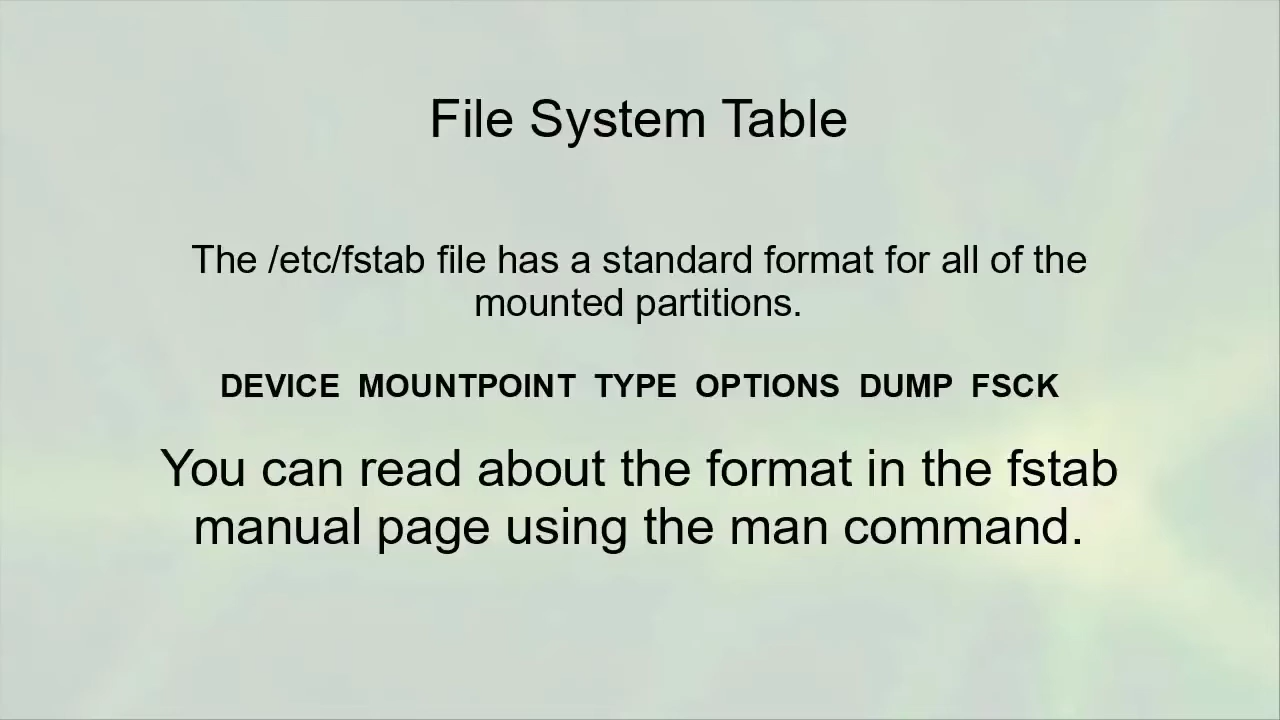 File System Table
The /etc/fstab file has a standard format for all of the
mounted partitions.
DEVICE MOUNTPOINT TYPE OPTIONS DUMP FSCK
You can read about the format in the fstab
manual page using the man command.